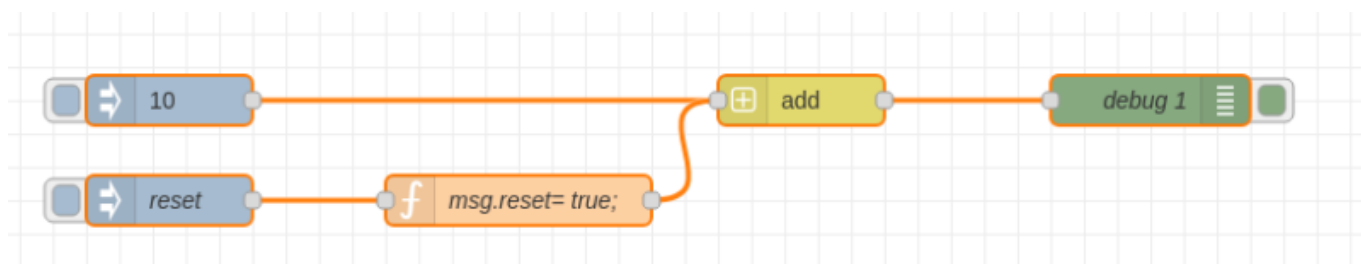 10
add
debug 1
reset
msg.reset= true;